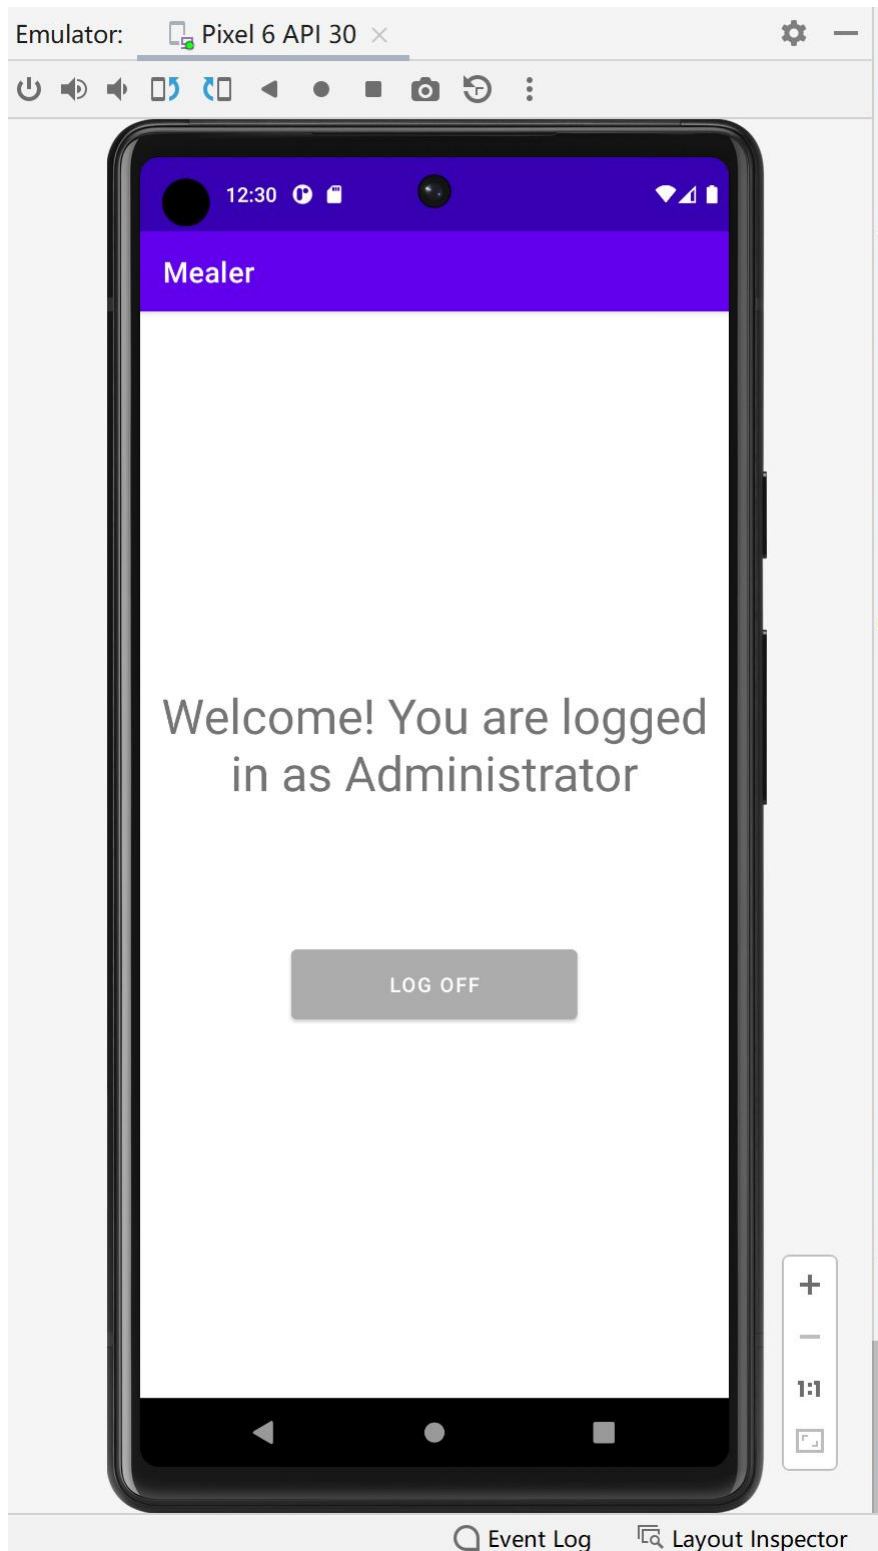 Emulator:
Pixel 6 API 30
12:30
Mealer
Welcome! You are logged
in as Administrator
LOG OFF
1:1
Event Log
Layout Inspector